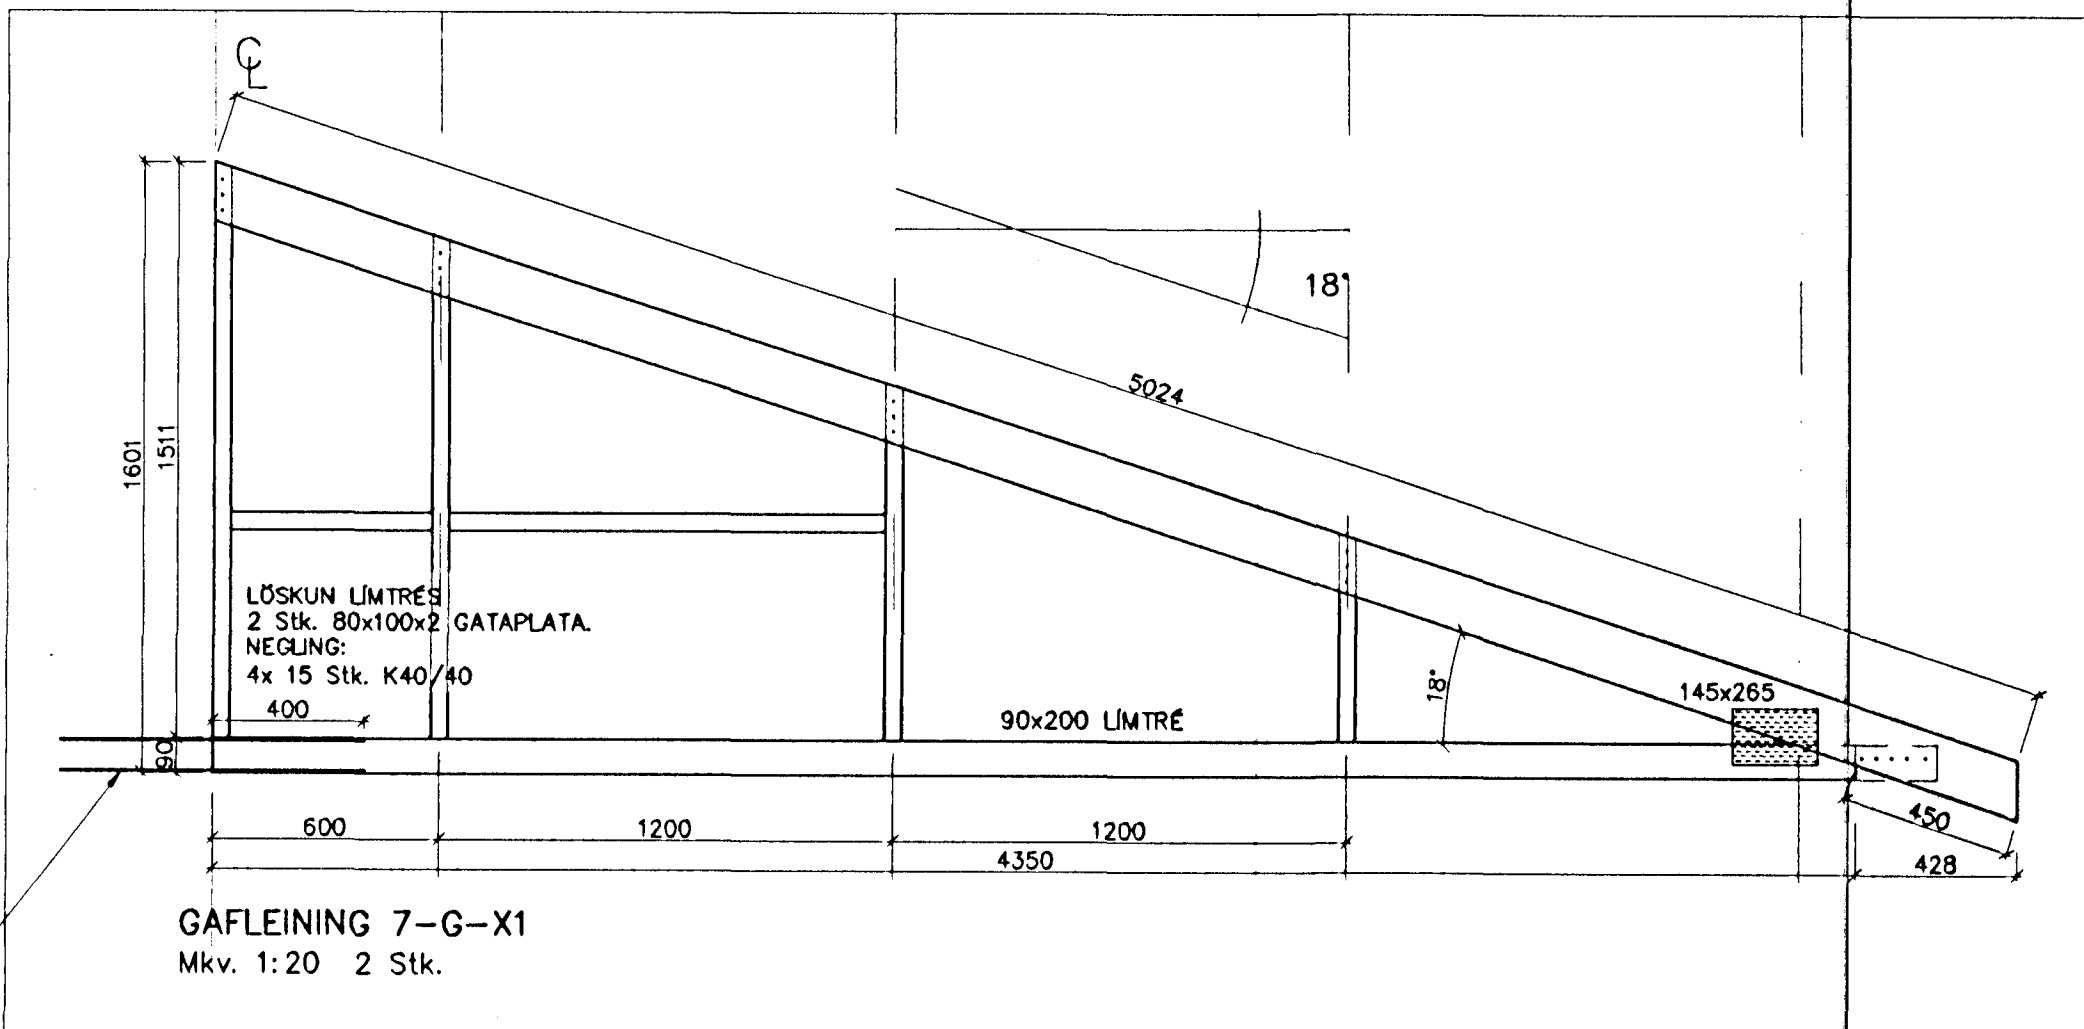 ℄
18°
5024
1601
1511
LÖSKUN LÍMTRÉS
2 Stk. 80x100x2 GATAPLATA.
NEGLING:
4x 15 Stk. K40/40
400
90
90x200 LÍMTRÉ
18°
145x265
450
600
1200
1200
4350
428
GAFLEINING 7-G-X1
Mkv. 1:20 2 Stk.